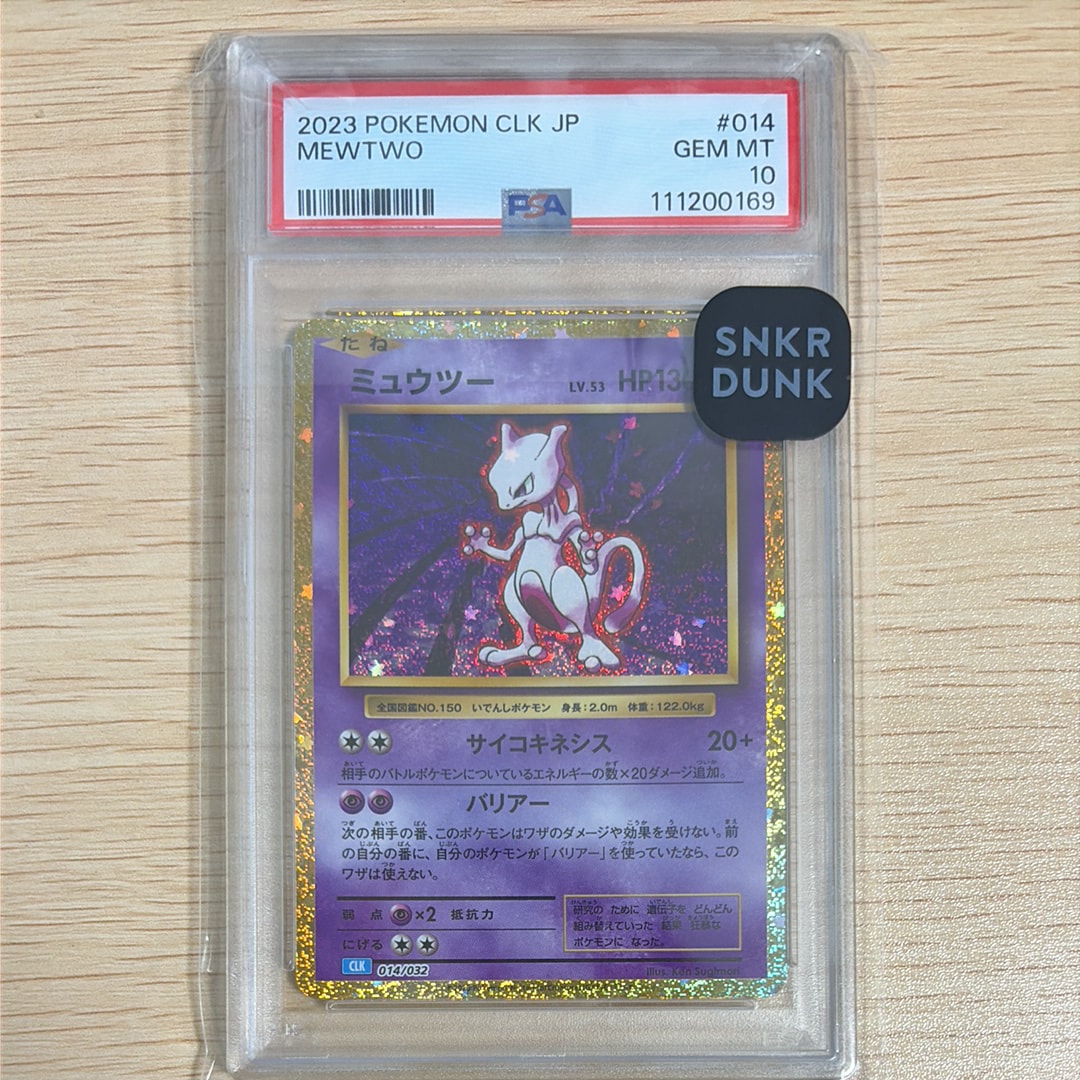 2023 POKEMON CLK JP #014
MEWTWO GEM MT
10
PSA 111200169
SNKR
DUNK
たね
ミュウツー LV.53 HP 13
全国図鑑NO.150 いでんしポケモン 身長:2.0m 体重:122.0kg
サイコキネシス 20+
相手のバトルポケモンについているエネルギーの数×20ダメージ追加。
バリアー
次の相手の番、このポケモンはワザのダメージや効果を受けない。前
の自分の番に、自分のポケモンが「バリアー」を使っていたなら、この
ワザは使えない。
弱点 ×2 抵抗力
にげる
研究の ために 遺伝子を どんどん
組み替えていった 結果 狂暴な
ポケモンに なった。
CLK 014/032
illus. Ken Sugimori